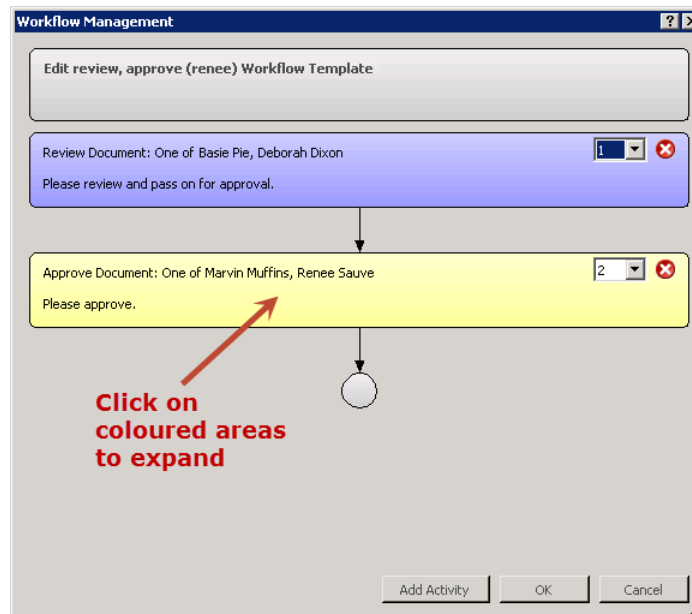 Workflow Management
Edit review, approve (renee) Workflow Template
Review Document: One of Basie Pie, Deborah Dixon
1
Please review and pass on for approval.
Approve Document: One of Marvin Muffins, Renee Sauve
2
Please approve.
Click on
coloured areas
to expand
Add Activity
OK
Cancel